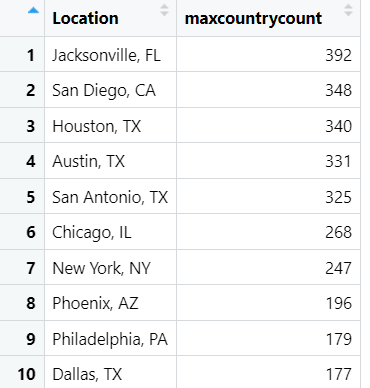 Location maxcountrycount
1 Jacksonville, FL 392
2 San Diego, CA 348
3 Houston, TX 340
4 Austin, TX 331
5 San Antonio, TX 325
6 Chicago, IL 268
7 New York, NY 247
8 Phoenix, AZ 196
9 Philadelphia, PA 179
10 Dallas, TX 177